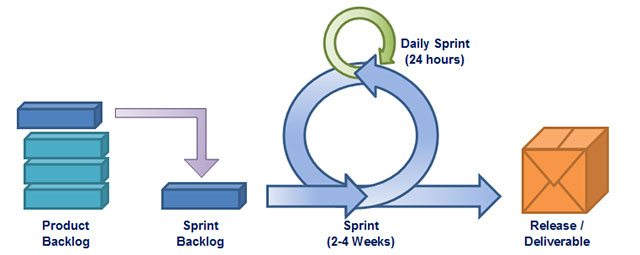 Daily Sprint
(24 hours)
Product
Backlog
Sprint
Backlog
Sprint
(2-4 Weeks)
Release /
Deliverable